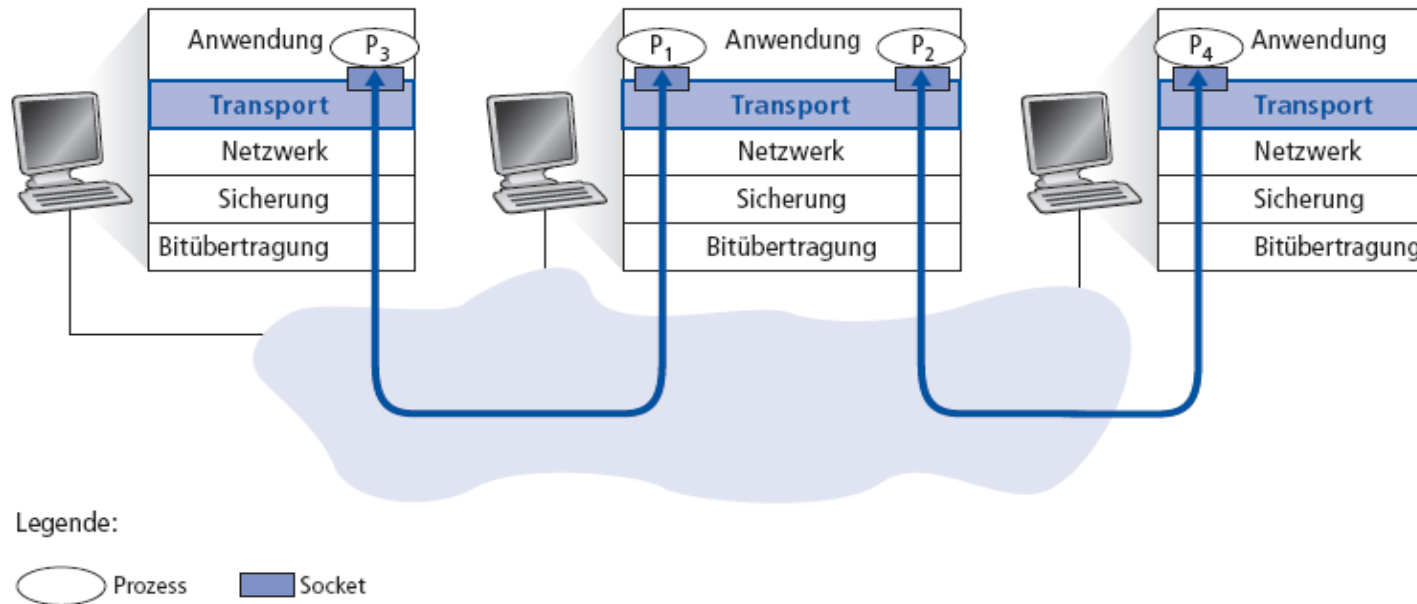 Anwendung P3
Transport
Netzwerk
Sicherung
Bitübertragung
P1 Anwendung P2
Transport
Netzwerk
Sicherung
Bitübertragung
P4 Anwendung
Transport
Netzwerk
Sicherung
Bitübertragung
Legende:
Prozess Socket